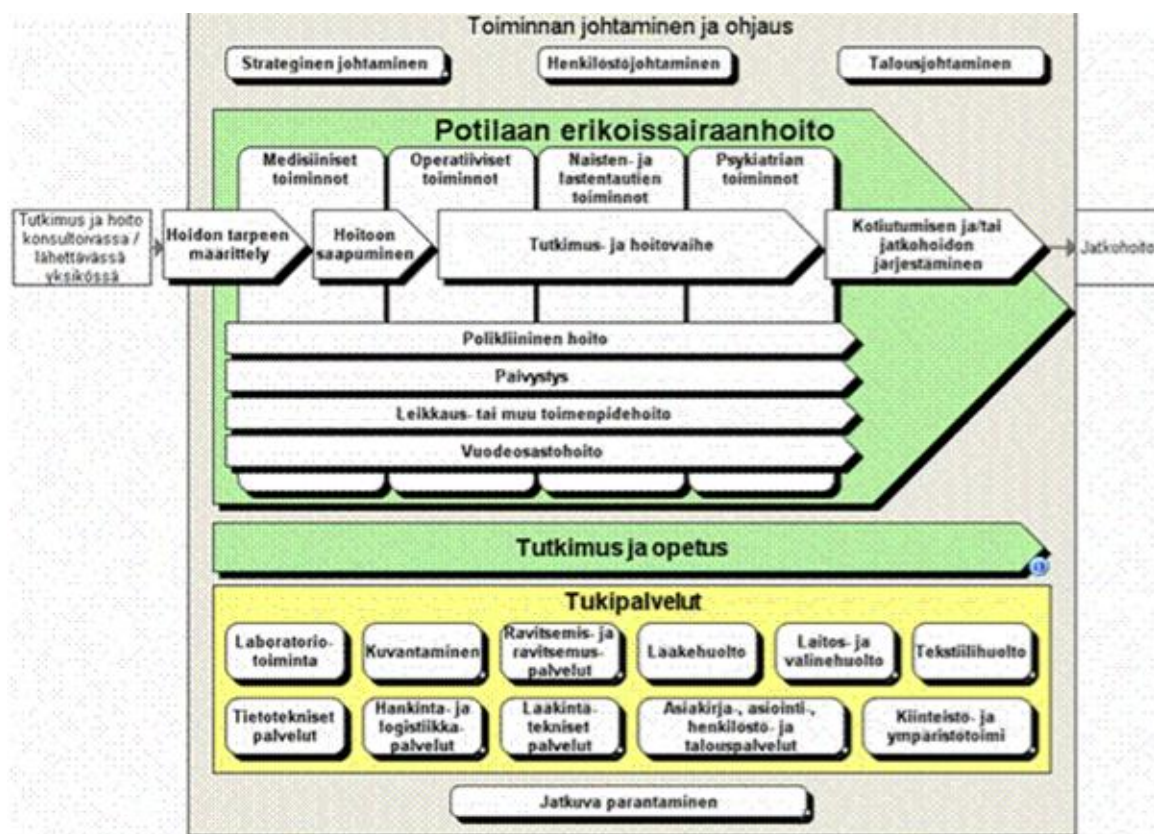 Toiminnan johtaminen ja ohjaus
Strateginen johtaminen
Henkilöstöjohtaminen
Talousjohtaminen
Potilaan erikoissairaanhoito
Medisiiniset
toiminnot
Operatiiviset
toiminnot
Naisten- ja
lastentautien
toiminnot
Psykiatrian
toiminnot
Tutkimus ja hoito
konsultoivassa /
lähettävässä
yksikössä
Hoidon tarpeen
määrittely
Hoitoon
saapuminen
Tutkimus- ja hoitovaihe
Kotiutumisen ja/tai
jatkohoidon
järjestäminen
Jatkohoito
Polikliininen hoito
Päivystys
Leikkaus- tai muu toimenpidehoito
Vuodeosastohoito
Tutkimus ja opetus
Tukipalvelut
Laboratorio-
toiminta
Kuvantaminen
Ravitsemis- ja
ravitsemus-
palvelut
Lääkehuolto
Laitos- ja
välinehuolto
Tekstiilihuolto
Tietotekniset
palvelut
Hankinta- ja
logistiikka-
palvelut
Lääkintä-
tekniset
palvelut
Asiakirja-, asiointi-,
henkilöstö- ja
talouspalvelut
Kiinteistö- ja
ympäristötoimi
Jatkuva parantaminen